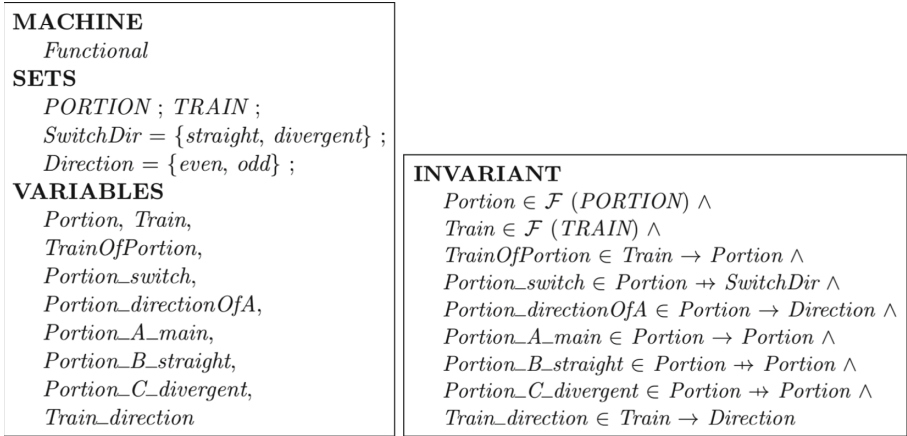 MACHINE
Functional
SETS
PORTION ; TRAIN ;
SwitchDir = {straight, divergent} ;
Direction = {even, odd} ;
VARIABLES
Portion, Train,
TrainOfPortion,
Portion_switch,
Portion_directionOfA,
Portion_A_main,
Portion_B_straight,
Portion_C_divergent,
Train_direction
INVARIANT
Portion ∈ ℱ (PORTION) ∧
Train ∈ ℱ (TRAIN) ∧
TrainOfPortion ∈ Train → Portion ∧
Portion_switch ∈ Portion ⇸ SwitchDir ∧
Portion_directionOfA ∈ Portion → Direction ∧
Portion_A_main ∈ Portion → Portion ∧
Portion_B_straight ∈ Portion ⇸ Portion ∧
Portion_C_divergent ∈ Portion ⇸ Portion ∧
Train_direction ∈ Train → Direction